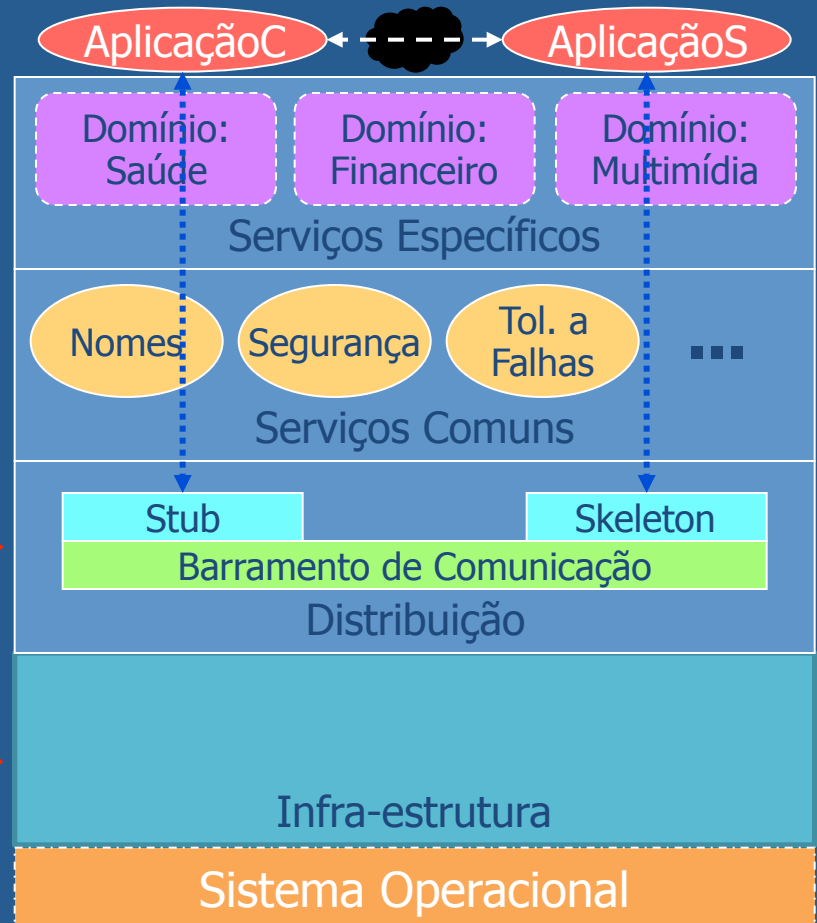 AplicaçãoC
AplicaçãoS
Domínio:
Saúde
Domínio:
Financeiro
Domínio:
Multimídia
Serviços Específicos
Nomes
Segurança
Tol. a
Falhas
...
Serviços Comuns
Stub
Skeleton
Barramento de Comunicação
Distribuição
Infra-estrutura
Sistema Operacional